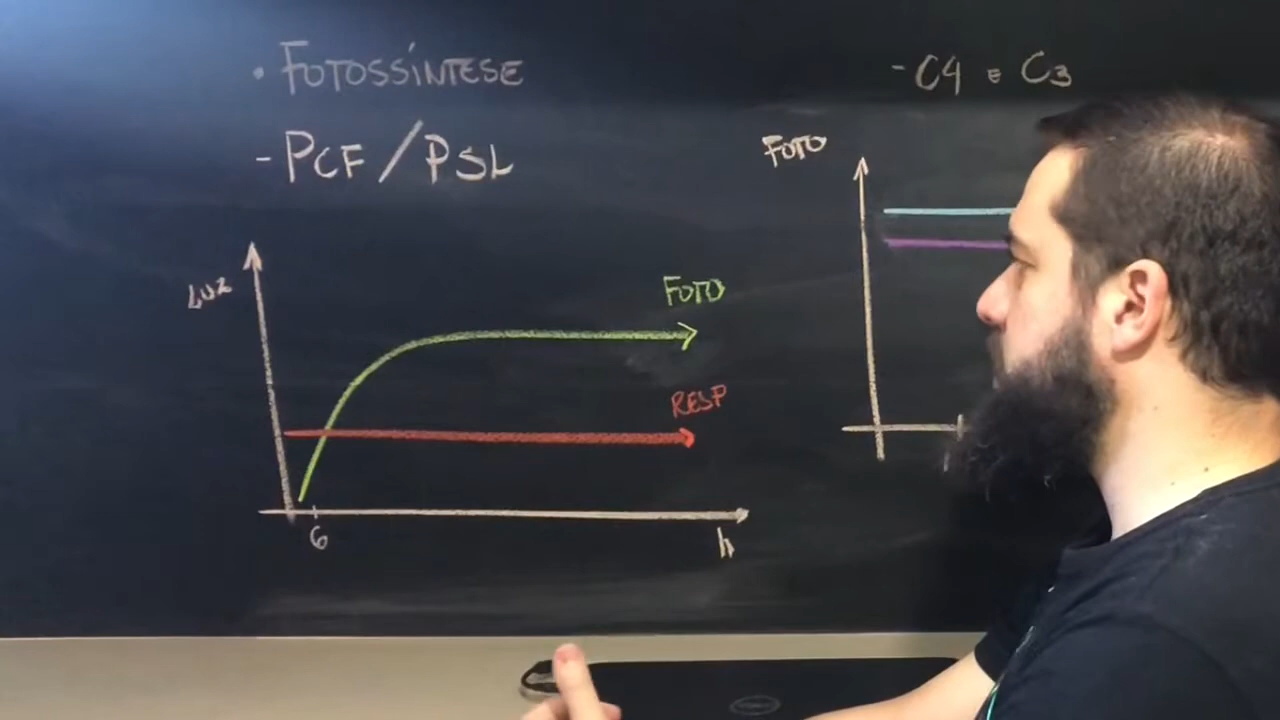 • FOTOSSÍNTESE
- PCF / PSL
LUZ
FOTO
RESP
6
h
- C4 e C3
FOTO